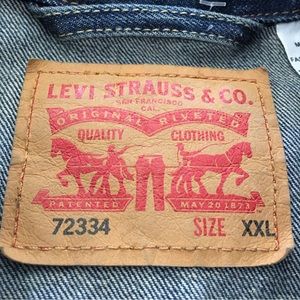 LEVI STRAUSS & CO.
SAN FRANCISCO
CAL.
ORIGINAL RIVETED
QUALITY CLOTHING
PATENTED MAY 20 1873
72334 SIZE XXL